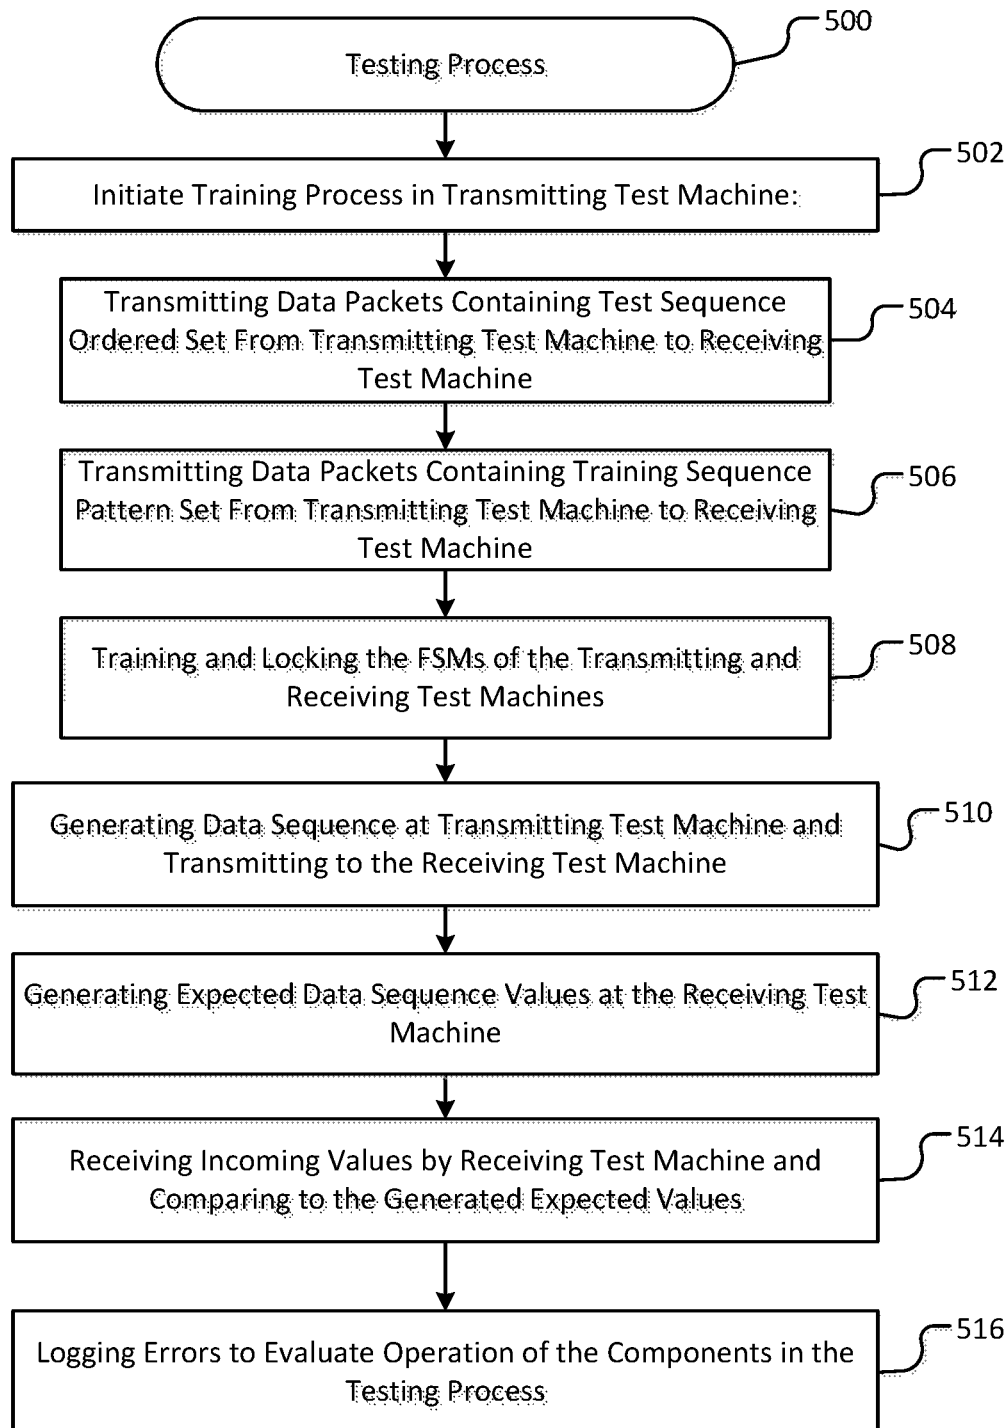 500
Testing Process
502
Initiate Training Process in Transmitting Test Machine:
504
Transmitting Data Packets Containing Test Sequence
Ordered Set From Transmitting Test Machine to Receiving
Test Machine
506
Transmitting Data Packets Containing Training Sequence
Pattern Set From Transmitting Test Machine to Receiving
Test Machine
508
Training and Locking the FSMs of the Transmitting and
Receiving Test Machines
510
Generating Data Sequence at Transmitting Test Machine and
Transmitting to the Receiving Test Machine
512
Generating Expected Data Sequence Values at the Receiving Test
Machine
514
Receiving Incoming Values by Receiving Test Machine and
Comparing to the Generated Expected Values
516
Logging Errors to Evaluate Operation of the Components in the
Testing Process